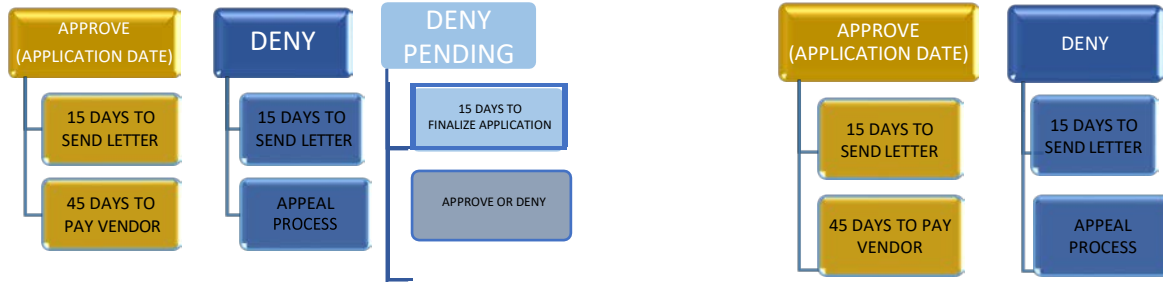 APPROVE
(APPLICATION DATE)
15 DAYS TO
SEND LETTER
45 DAYS TO
PAY VENDOR
DENY
15 DAYS TO
SEND LETTER
APPEAL
PROCESS
DENY
PENDING
15 DAYS TO
FINALIZE APPLICATION
APPROVE OR DENY
APPROVE
(APPLICATION DATE)
15 DAYS TO
SEND LETTER
45 DAYS TO PAY
VENDOR
DENY
15 DAYS TO
SEND LETTER
APPEAL
PROCESS